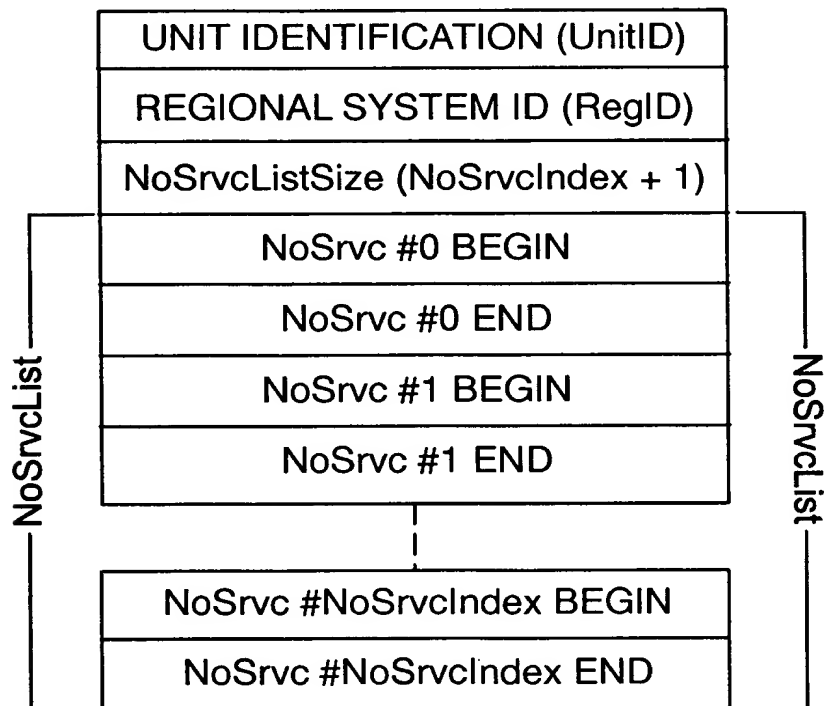 UNIT IDENTIFICATION (UnitID)
REGIONAL SYSTEM ID (RegID)
NoSrvcListSize (NoSrvcIndex + 1)
NoSrvc #0 BEGIN
NoSrvc #0 END
NoSrvc #1 BEGIN
NoSrvc #1 END
NoSrvcList
NoSrvcList
NoSrvc #NoSrvcIndex BEGIN
NoSrvc #NoSrvcIndex END